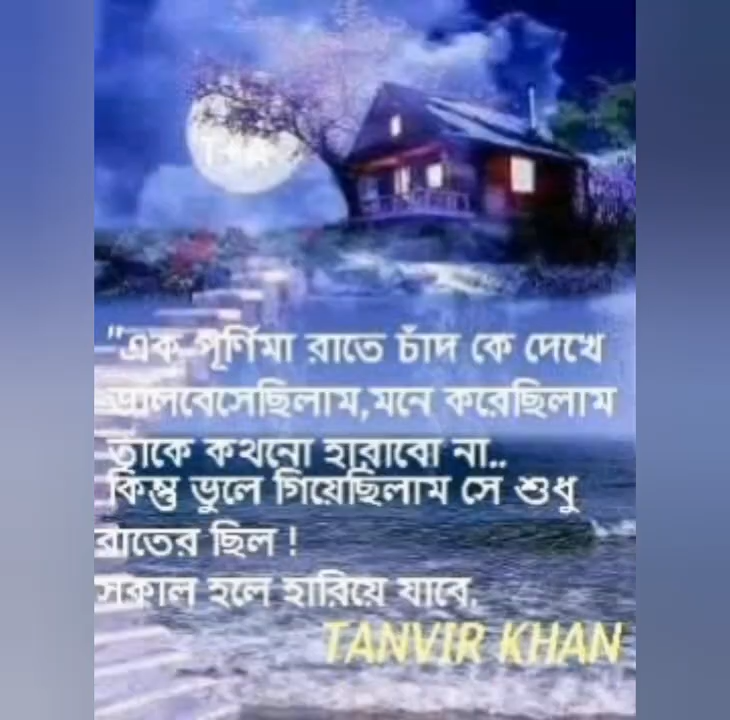 "এক পূর্ণিমা রাতে চাঁদ কে দেখে
ভালবেসেছিলাম,মনে করেছিলাম
তাকে কখনো হারাবো না..
কিন্তু ভুলে গিয়েছিলাম সে শুধু
রাতের ছিল !
সকাল হলে হারিয়ে যাবে.
TANVIR KHAN